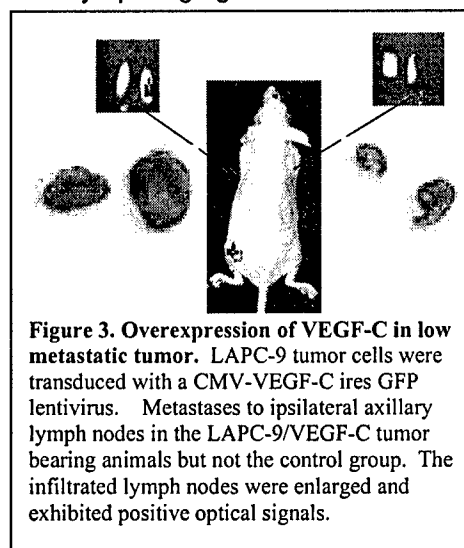 Figure 3. Overexpression of VEGF-C in low
metastatic tumor. LAPC-9 tumor cells were
transduced with a CMV-VEGF-C ires GFP
lentivirus. Metastases to ipsilateral axillary
lymph nodes in the LAPC-9/VEGF-C tumor
bearing animals but not the control group. The
infiltrated lymph nodes were enlarged and
exhibited positive optical signals.